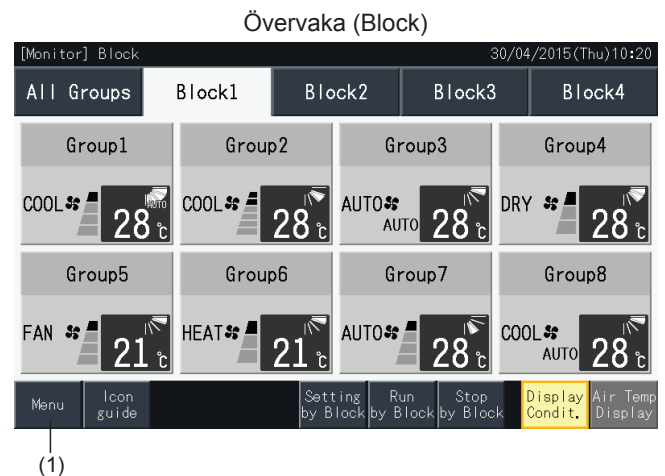 Övervaka (Block)
[Monitor] Block 30/04/2015(Thu)10:20
All Groups Block1 Block2 Block3 Block4
Group1 Group2 Group3 Group4
COOL AUTO 28℃ COOL 28℃ AUTO AUTO 28℃ DRY 28℃
Group5 Group6 Group7 Group8
FAN 21℃ HEAT 21℃ AUTO 28℃ COOL AUTO 28℃
Menu Icon guide Setting by Block Run by Block Stop by Block Display Condit. Air Temp Display
(1)